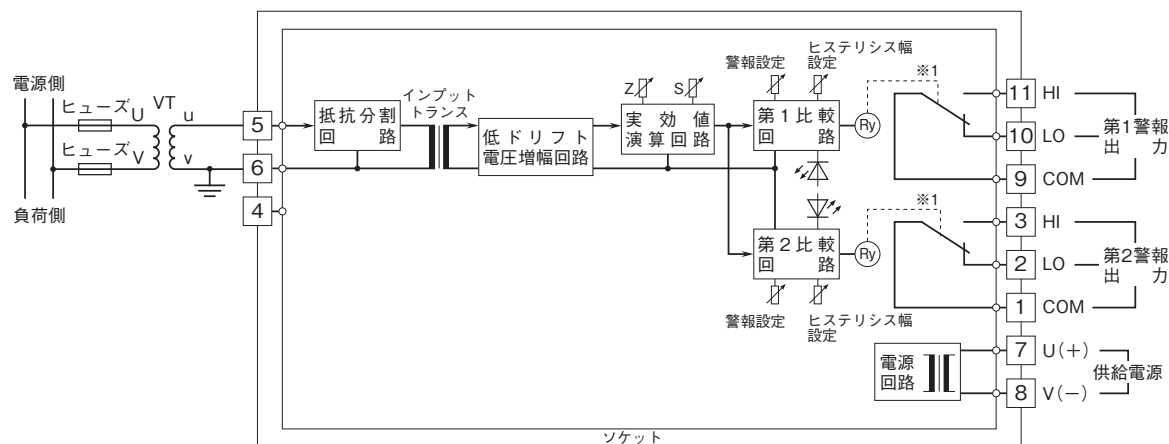 電源側
ヒューズ U
VT
u
ヒューズ V
v
負荷側
5
6
4
抵抗分割
回路
インプット
トランス
低ドリフト
電圧増幅回路
Z
S
実効値
演算回路
警報設定
ヒステリシス幅
設定
第1比較
回路
Ry
※1
第2比較
回路
Ry
※1
警報設定
ヒステリシス幅
設定
11 HI
10 LO
9 COM
第1警報
出力
3 HI
2 LO
1 COM
第2警報
出力
電源
回路
7 U(+)
8 V(−)
供給電源
ソケット